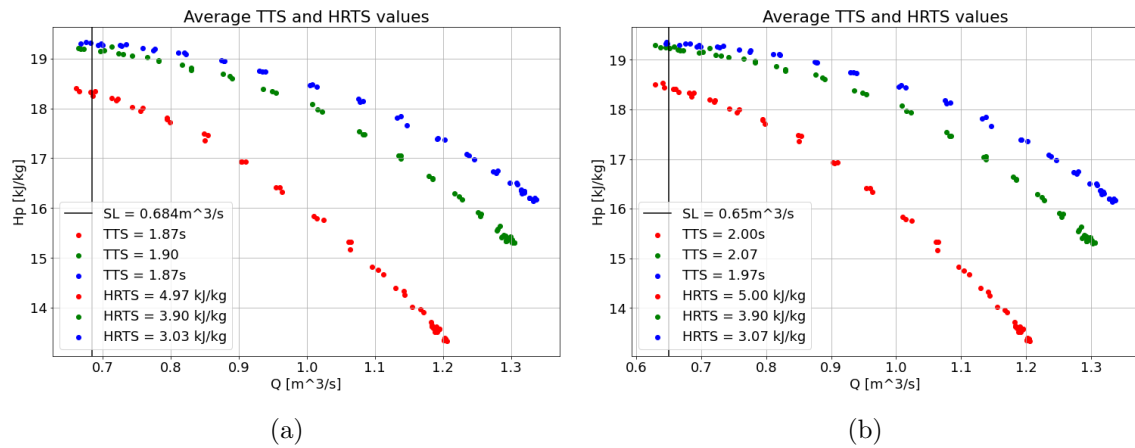 Average TTS and HRTS values
Hp [kJ/kg]
19
18
17
16
15
14
SL = 0.684m^3/s
TTS = 1.87s
TTS = 1.90
TTS = 1.87s
HRTS = 4.97 kJ/kg
HRTS = 3.90 kJ/kg
HRTS = 3.03 kJ/kg
0.7 0.8 0.9 1.0 1.1 1.2 1.3
Q [m^3/s]
(a)
Average TTS and HRTS values
Hp [kJ/kg]
19
18
17
16
15
14
SL = 0.65m^3/s
TTS = 2.00s
TTS = 2.07
TTS = 1.97s
HRTS = 5.00 kJ/kg
HRTS = 3.90 kJ/kg
HRTS = 3.07 kJ/kg
0.6 0.7 0.8 0.9 1.0 1.1 1.2 1.3
Q [m^3/s]
(b)